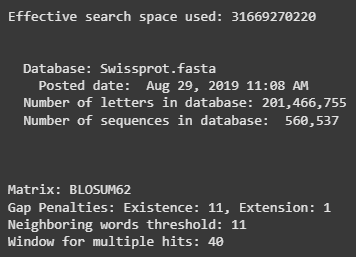 Effective search space used: 31669270220
Database: Swissprot.fasta
Posted date:  Aug 29, 2019 11:08 AM
Number of letters in database: 201,466,755
Number of sequences in database:  560,537
Matrix: BLOSUM62
Gap Penalties: Existence: 11, Extension: 1
Neighboring words threshold: 11
Window for multiple hits: 40